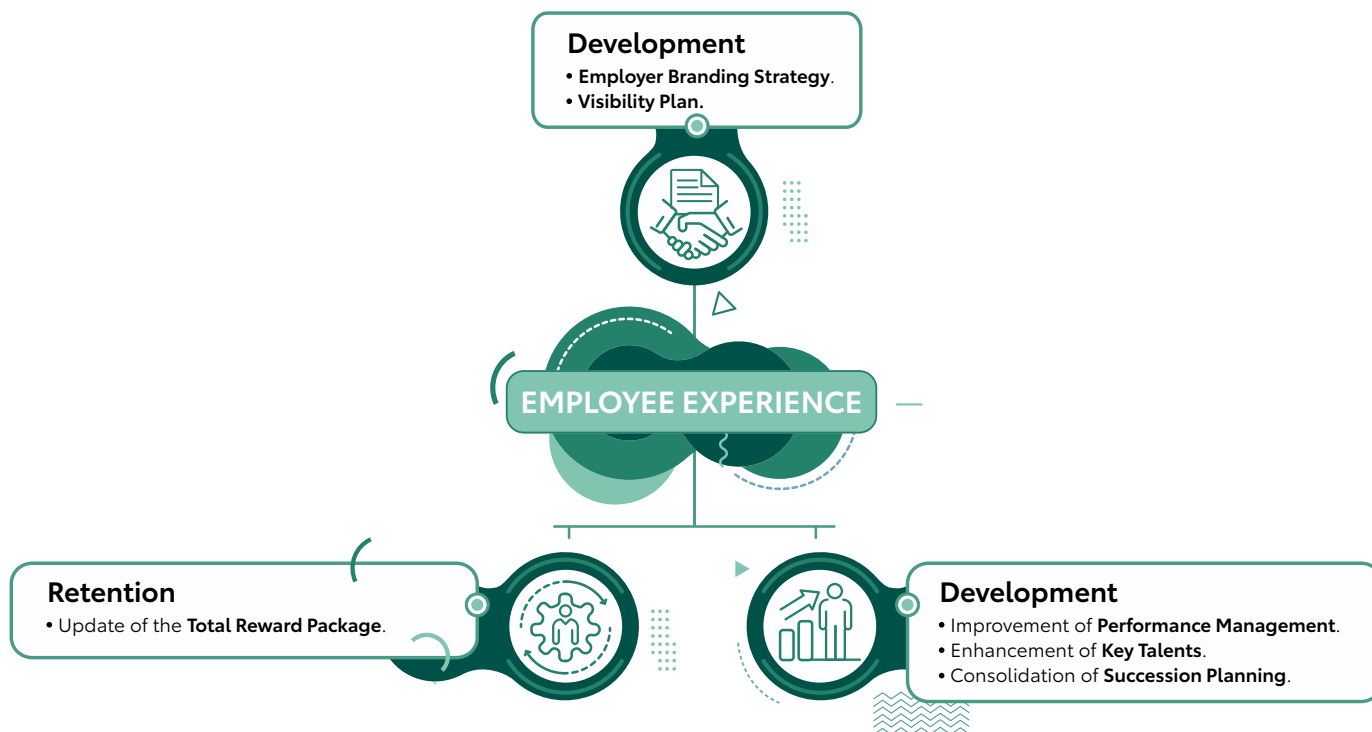 Development
• Employer Branding Strategy.
• Visibility Plan.
EMPLOYEE EXPERIENCE
Retention
• Update of the Total Reward Package.
Development
• Improvement of Performance Management.
• Enhancement of Key Talents.
• Consolidation of Succession Planning.